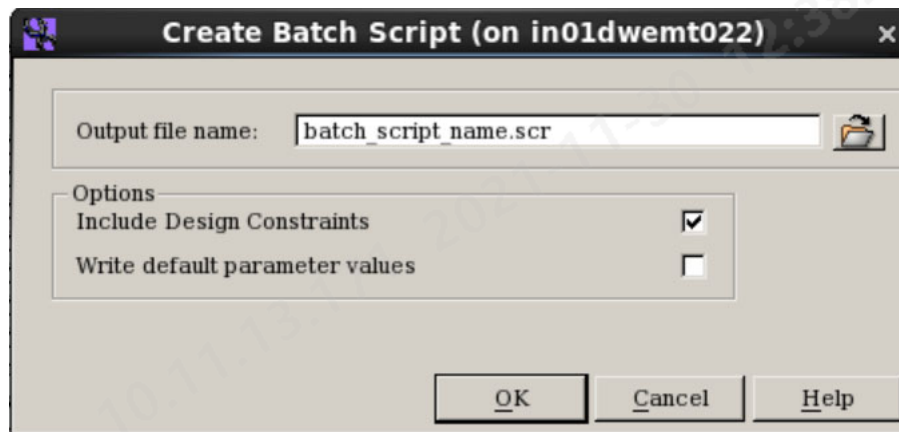 Create Batch Script (on in01dwemt022)
Output file name: batch_script_name.scr
Options
Include Design Constraints
Write default parameter values
OK Cancel Help